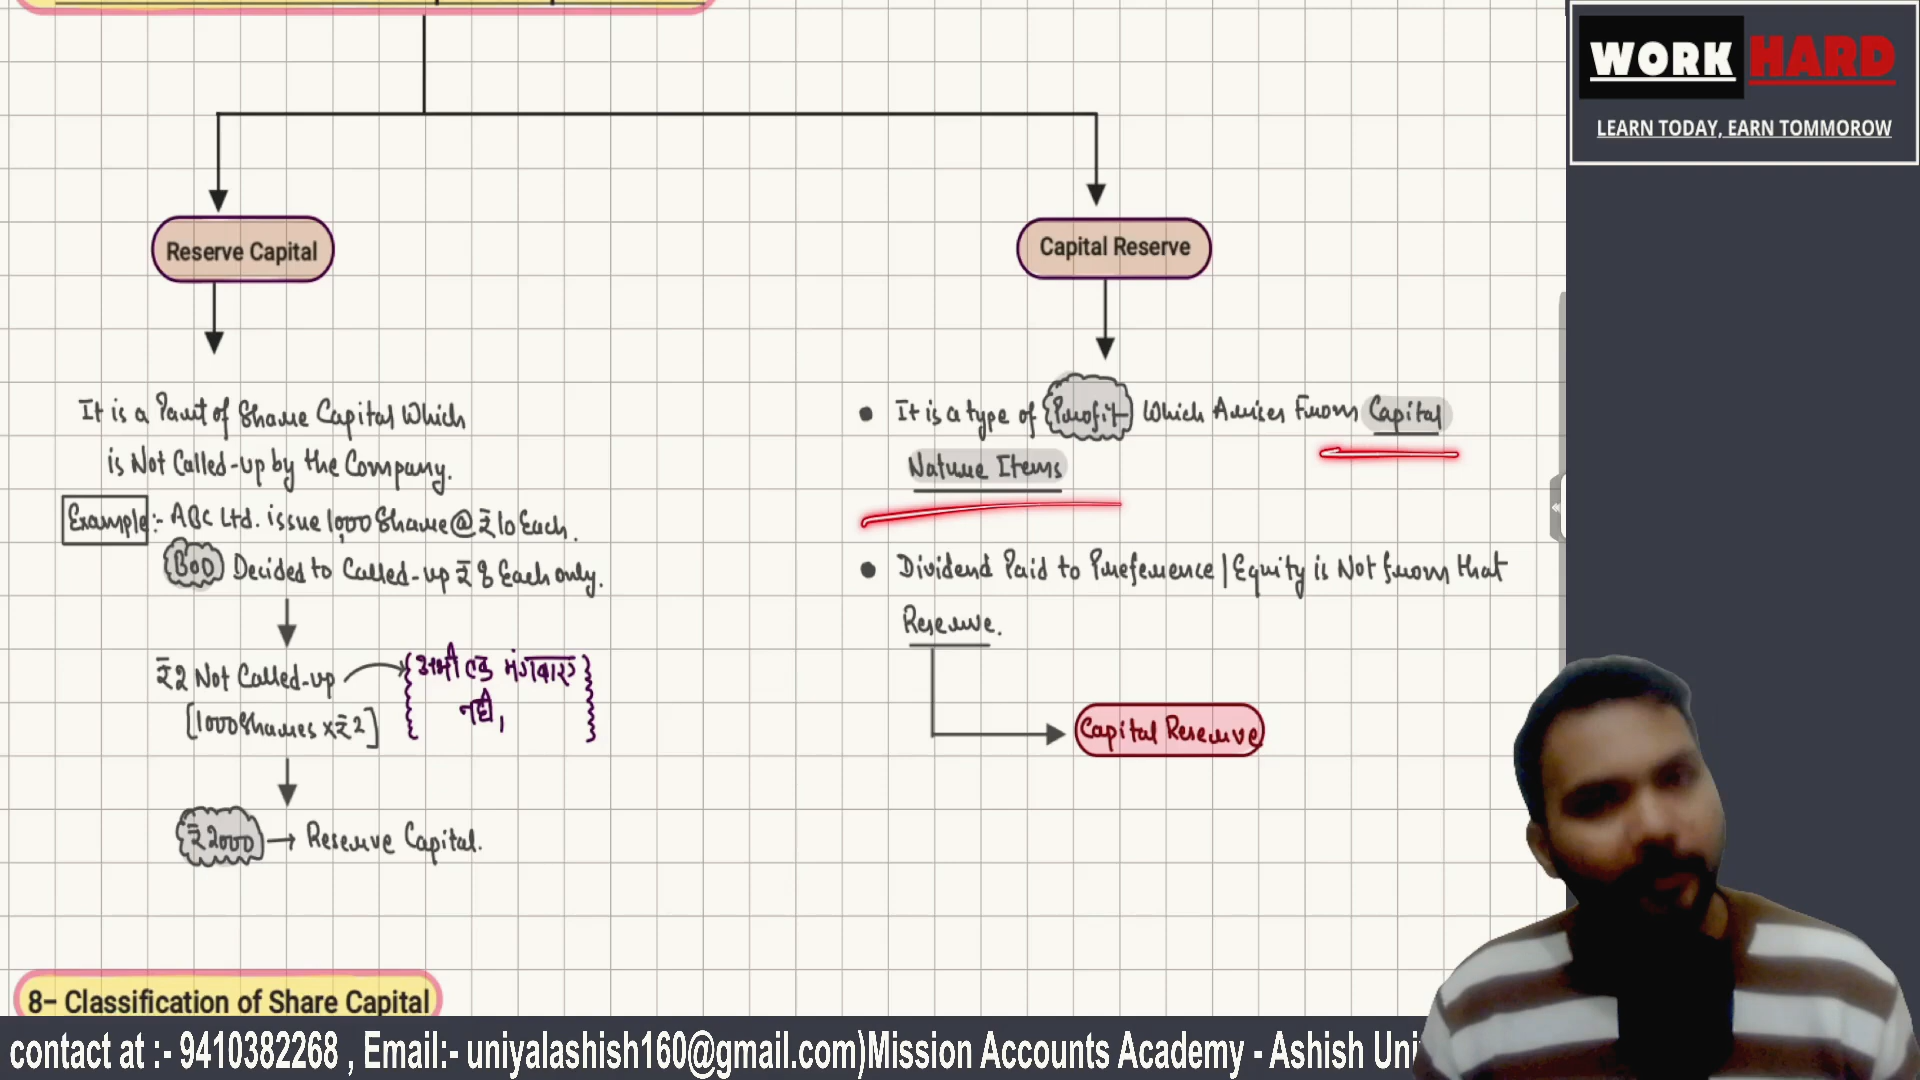 WORK HARD
LEARN TODAY, EARN TOMMOROW
Reserve Capital
Capital Reserve
It is a Part of Share Capital Which
is Not Called-up by the Company.
Example:- ABC Ltd. issue 1,000 Share @ ₹10 Each.
BOD Decided to Called-up ₹8 Each only.
₹2 Not Called-up
[1000 Shares x ₹2]
नहीं,
₹2000 → Reserve Capital.
It is a type of Profit Which Arises From Capital
Nature Items
Dividend Paid to Preference | Equity is Not from that
Reserve.
Capital Reserve
8- Classification of Share Capital
contact at :- 9410382268 , Email:- uniyalashish160@gmail.com)Mission Accounts Academy - Ashish Uni